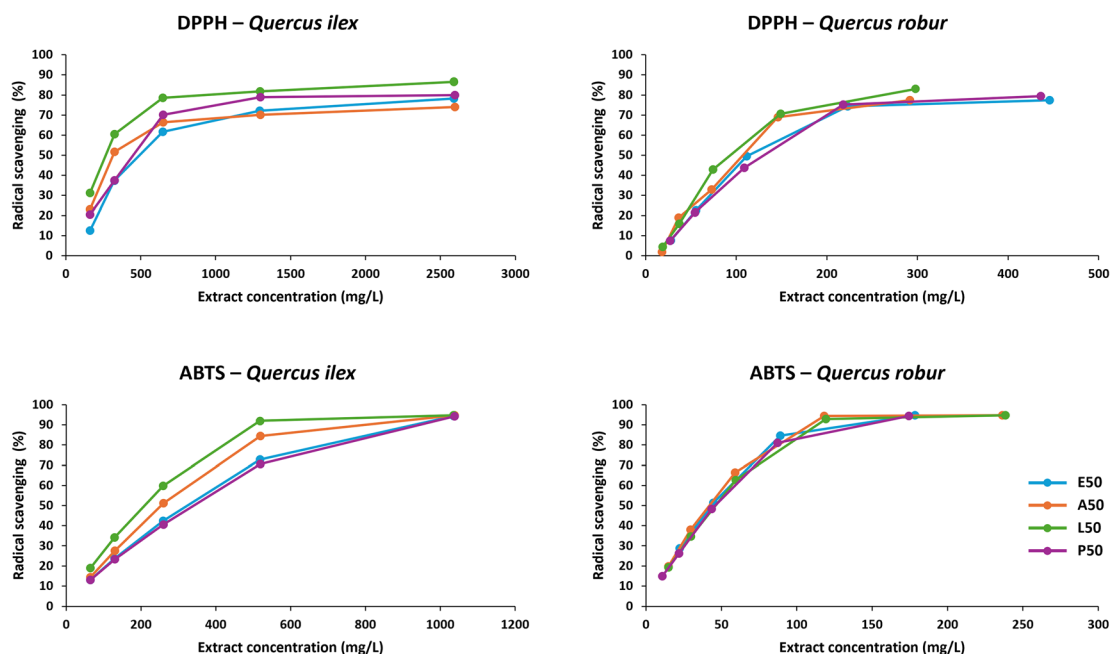 DPPH – Quercus ilex
100
90
80
70
60
50
40
30
20
10
0
Radical scavenging (%)
0 500 1000 1500 2000 2500 3000
Extract concentration (mg/L)
DPPH – Quercus robur
100
90
80
70
60
50
40
30
20
10
0
Radical scavenging (%)
0 100 200 300 400 500
Extract concentration (mg/L)
ABTS – Quercus ilex
100
90
80
70
60
50
40
30
20
10
0
Radical scavenging (%)
0 200 400 600 800 1000 1200
Extract concentration (mg/L)
ABTS – Quercus robur
100
90
80
70
60
50
40
30
20
10
0
Radical scavenging (%)
0 50 100 150 200 250 300
Extract concentration (mg/L)
E50
A50
L50
P50